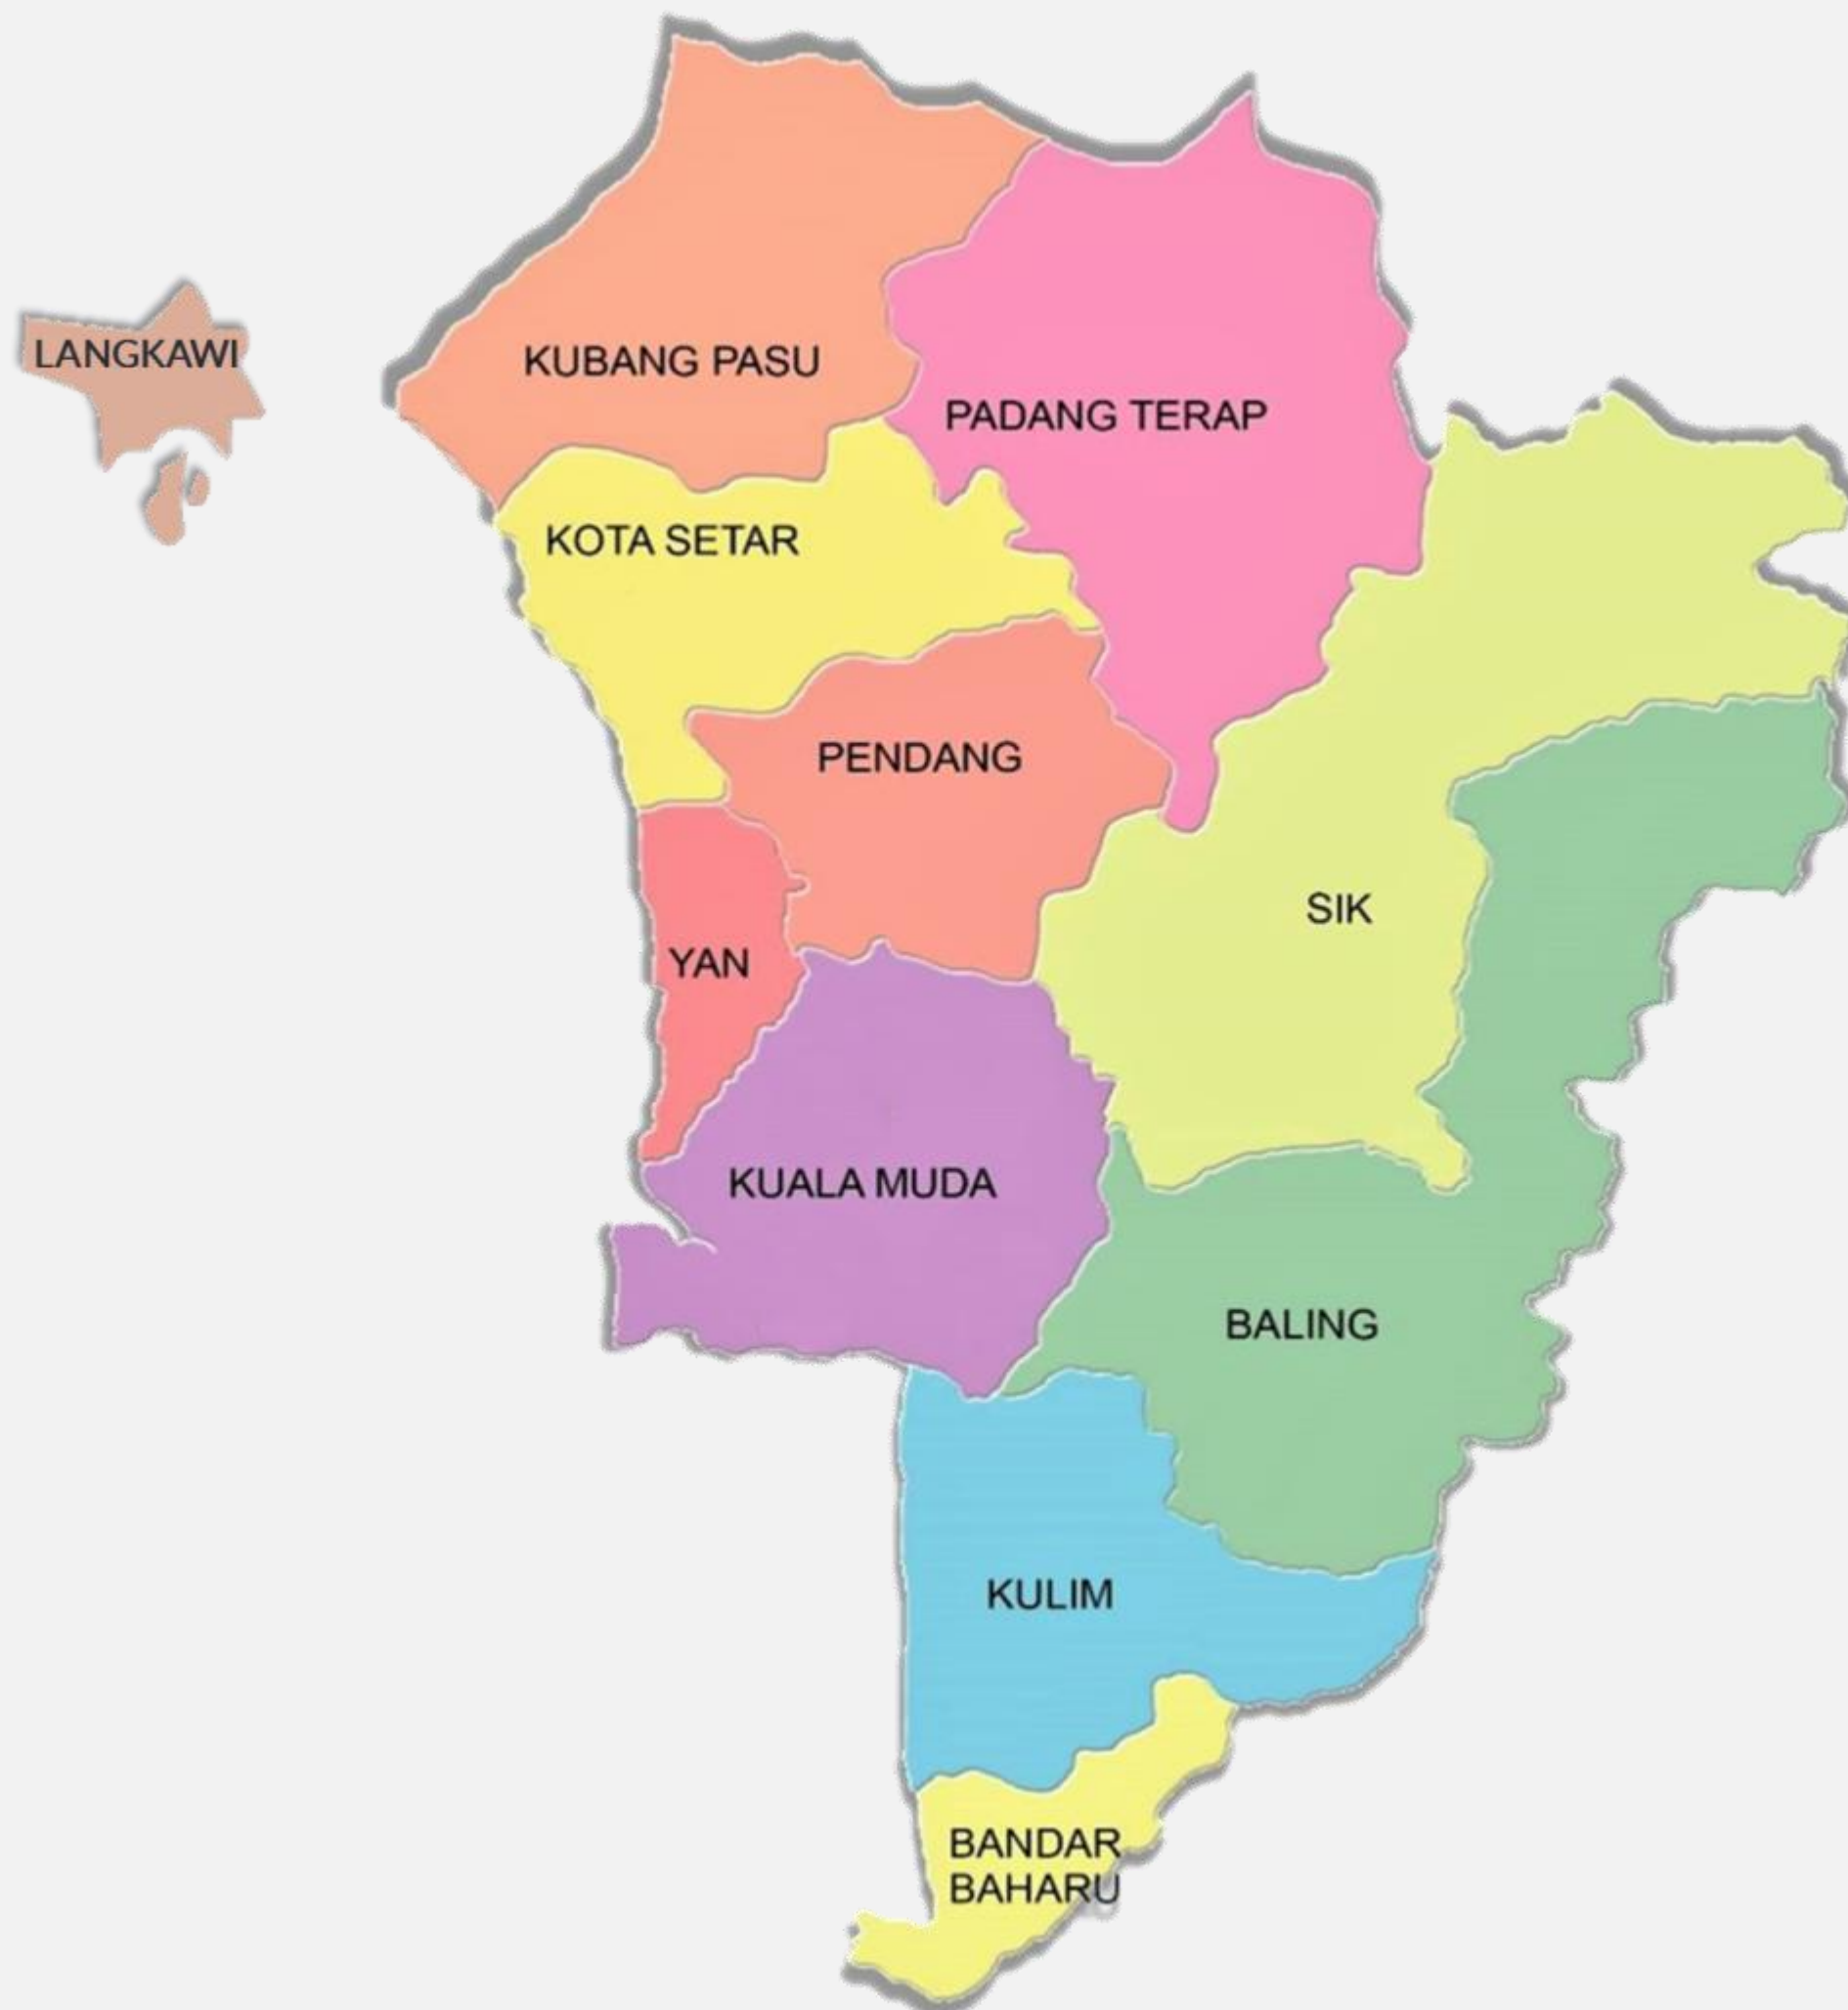 LANGKAWI
KUBANG PASU
PADANG TERAP
KOTA SETAR
PENDANG
SIK
YAN
KUALA MUDA
BALING
KULIM
BANDAR
BAHARU